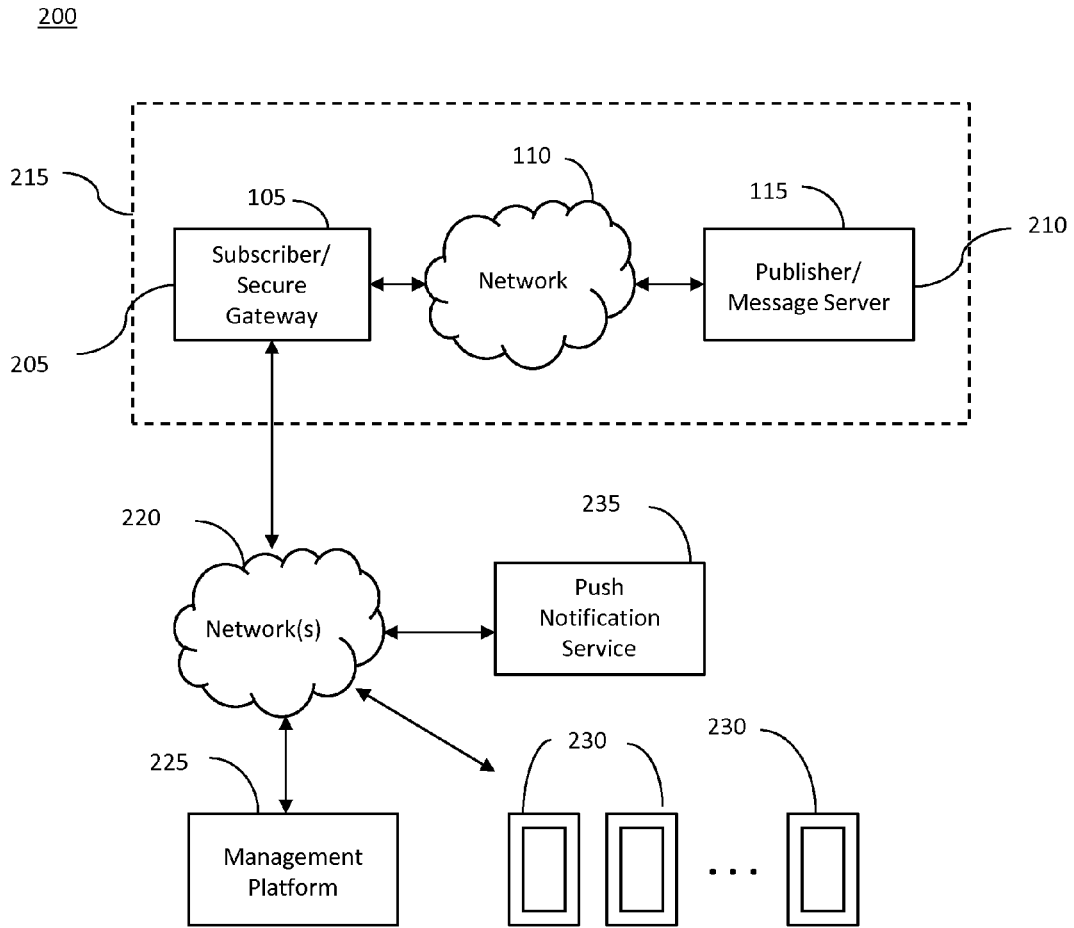 200
215
105
110
115
210
Subscriber/
Secure
Gateway
Network
Publisher/
Message Server
205
220
235
Network(s)
Push
Notification
Service
225
230
230
Management
Platform
. . .